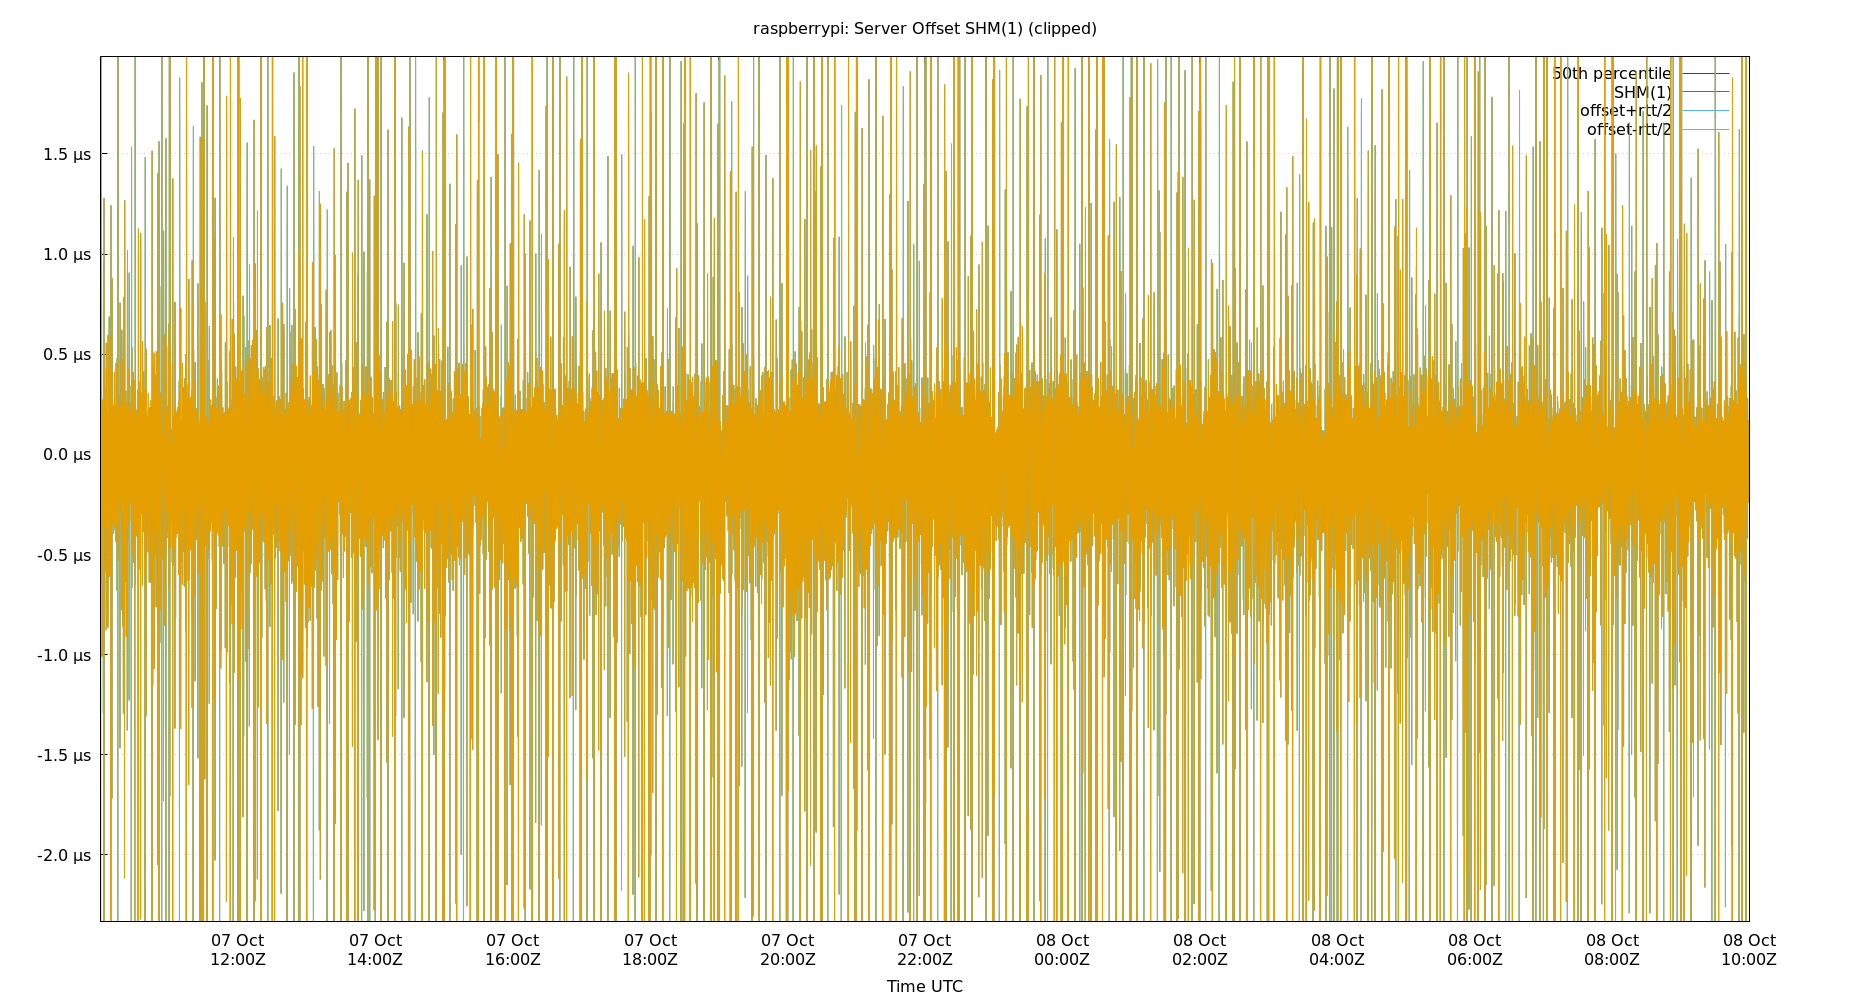 raspberrypi: Server Offset SHM(1) (clipped)
50th percentile
SHM(1)
offset+rtt/2
offset-rtt/2
1.5 µs
1.0 µs
0.5 µs
0.0 µs
-0.5 µs
-1.0 µs
-1.5 µs
-2.0 µs
07 Oct 07 Oct 07 Oct 07 Oct 07 Oct 07 Oct 08 Oct 08 Oct 08 Oct 08 Oct 08 Oct 08 Oct
12:00Z 14:00Z 16:00Z 18:00Z 20:00Z 22:00Z 00:00Z 02:00Z 04:00Z 06:00Z 08:00Z 10:00Z
Time UTC